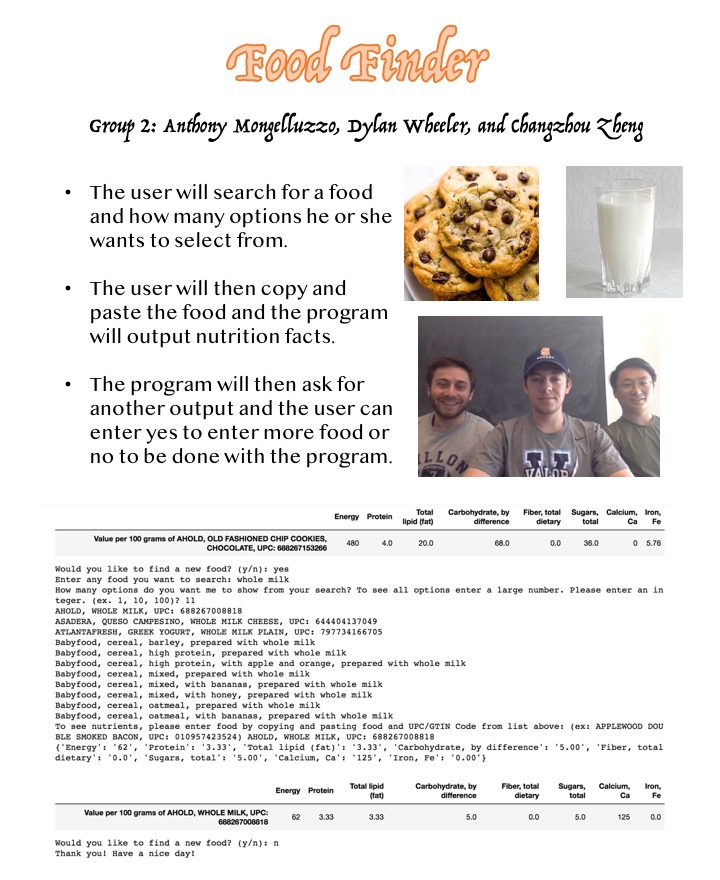 Food Finder
Group 2: Anthony Mongelluzzo, Dylan Wheeler, and Changzhou Zheng
• The user will search for a food
and how many options he or she
wants to select from.
• The user will then copy and
paste the food and the program
will output nutrition facts.
• The program will then ask for
another output and the user can
enter yes to enter more food or
no to be done with the program.
Energy Protein Total lipid (fat) Carbohydrate, by difference Fiber, total dietary Sugars, total Calcium, Ca Iron, Fe
Value per 100 grams of AHOLD, OLD FASHIONED CHIP COOKIES,
CHOCOLATE, UPC: 688267153266 480 4.0 20.0 68.0 0.0 36.0 0 5.76
Would you like to find a new food? (y/n): yes
Enter any food you want to search: whole milk
How many options do you want me to show from your search? To see all options enter a large number. Please enter an in
teger. (ex. 1, 10, 100)? 11
AHOLD, WHOLE MILK, UPC: 688267008818
ASADERA, QUESO CAMPESINO, WHOLE MILK CHEESE, UPC: 644404137049
ATLANTAFRESH, GREEK YOGURT, WHOLE MILK PLAIN, UPC: 797734166705
Babyfood, cereal, barley, prepared with whole milk
Babyfood, cereal, high protein, prepared with whole milk
Babyfood, cereal, high protein, with apple and orange, prepared with whole milk
Babyfood, cereal, mixed, prepared with whole milk
Babyfood, cereal, mixed, with bananas, prepared with whole milk
Babyfood, cereal, mixed, with honey, prepared with whole milk
Babyfood, cereal, oatmeal, prepared with whole milk
Babyfood, cereal, oatmeal, with bananas, prepared with whole milk
To see nutrients, please enter food by copying and pasting food and UPC/GTIN Code from list above: (ex: APPLEWOOD DOU
BLE SMOKED BACON, UPC: 010957423524) AHOLD, WHOLE MILK, UPC: 688267008818
{'Energy': '62', 'Protein': '3.33', 'Total lipid (fat)': '3.33', 'Carbohydrate, by difference': '5.00', 'Fiber, total
dietary': '0.0', 'Sugars, total': '5.00', 'Calcium, Ca': '125', 'Iron, Fe': '0.00'}
Energy Protein Total lipid (fat) Carbohydrate, by difference Fiber, total dietary Sugars, total Calcium, Ca Iron, Fe
Value per 100 grams of AHOLD, WHOLE MILK, UPC:
688267008818 62 3.33 3.33 5.0 0.0 5.0 125 0.0
Would you like to find a new food? (y/n): n
Thank you! Have a nice day!